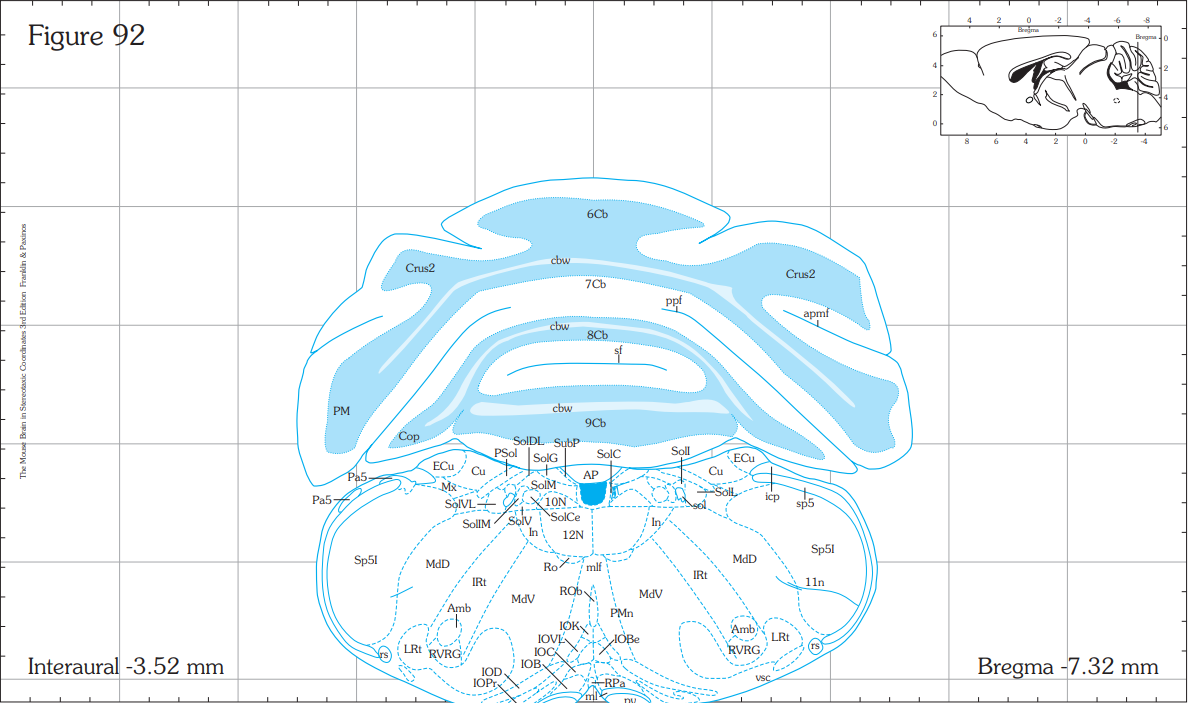 Figure 92
4 2 0 -2 -4 -6 -8
Bregma
Bregma
6
4
2
0
0
2
4
6
8 6 4 2 0 -2 -4
The Mouse Brain in Stereotaxic Coordinates 3rd Edition Franklin & Paxinos
6Cb
cbw
Crus2
Crus2
7Cb
ppf
apmf
cbw
8Cb
sf
PM
cbw
9Cb
Cop
SolDL
SubP
PSol
SolG
SolC
SolI
ECu
Cu
AP
Cu
ECu
Pa5
Mx
SolM
SolL
icp
Pa5
SolVL
10N
sol
sp5
SolIM
SolV
SolCe
In
In
12N
Sp5I
MdD
Ro
mlf
MdD
Sp5I
IRt
IRt
11n
MdV
ROb
MdV
Amb
PMn
IOK
Amb
IOVL
IOBe
LRt
LRt
RVRG
IOC
RVRG
rs
rs
IOB
IOD
IOPr
RPa
vsc
ml
py
Interaural -3.52 mm
Bregma -7.32 mm